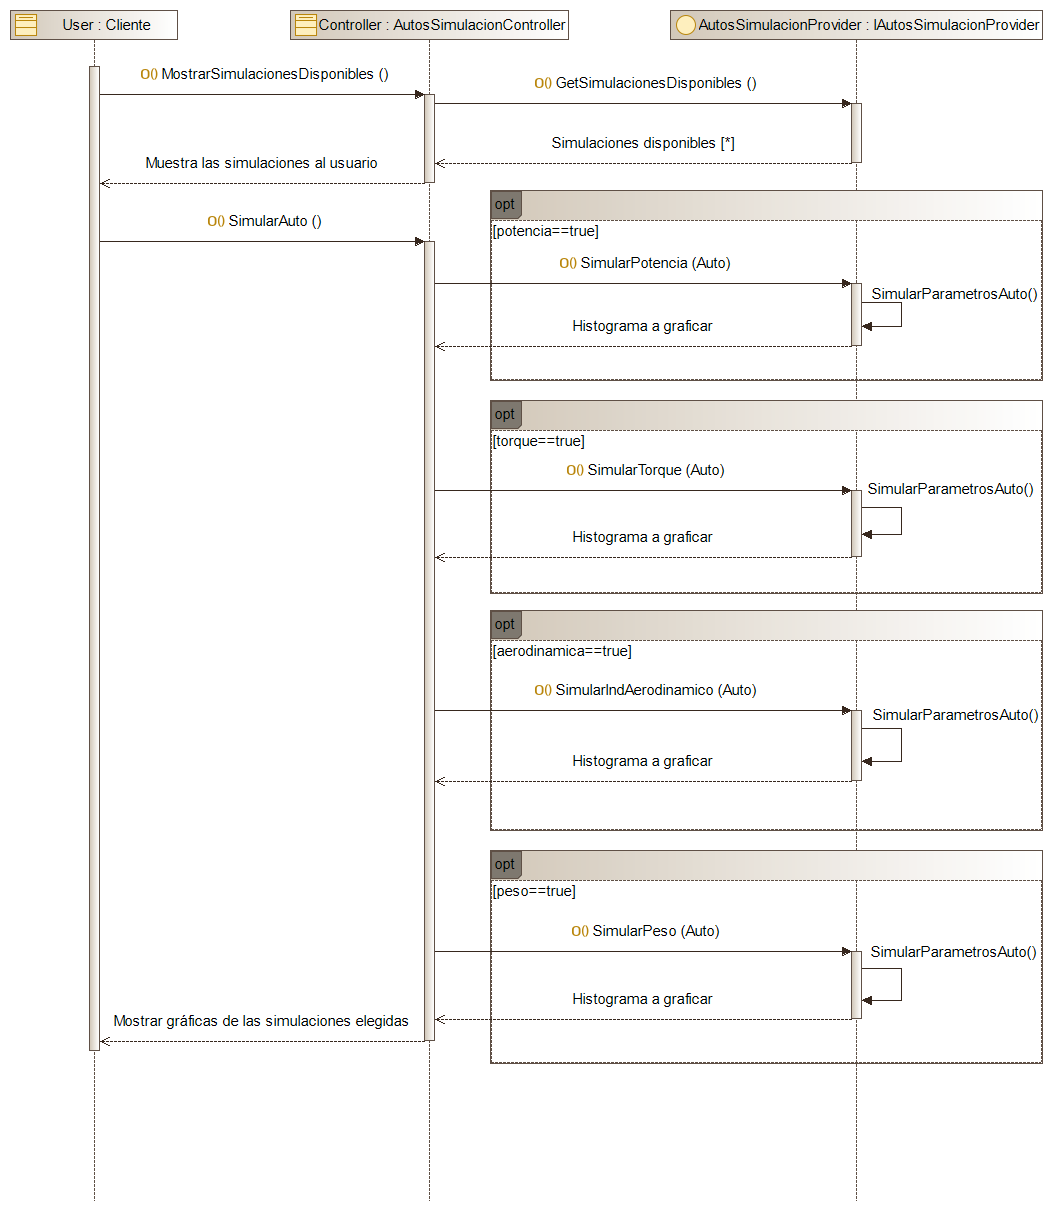 User : Cliente
Controller : AutosSimulacionController
AutosSimulacionProvider : IAutosSimulacionProvider
O() MostrarSimulacionesDisponibles ()
O() GetSimulacionesDisponibles ()
Simulaciones disponibles [*]
Muestra las simulaciones al usuario
opt
O() SimularAuto ()
[potencia==true]
O() SimularPotencia (Auto)
SimularParametrosAuto()
Histograma a graficar
opt
[torque==true]
O() SimularTorque (Auto)
SimularParametrosAuto()
Histograma a graficar
opt
[aerodinamica==true]
O() SimularIndAerodinamico (Auto)
SimularParametrosAuto()
Histograma a graficar
opt
[peso==true]
O() SimularPeso (Auto)
SimularParametrosAuto()
Histograma a graficar
Mostrar gráficas de las simulaciones elegidas